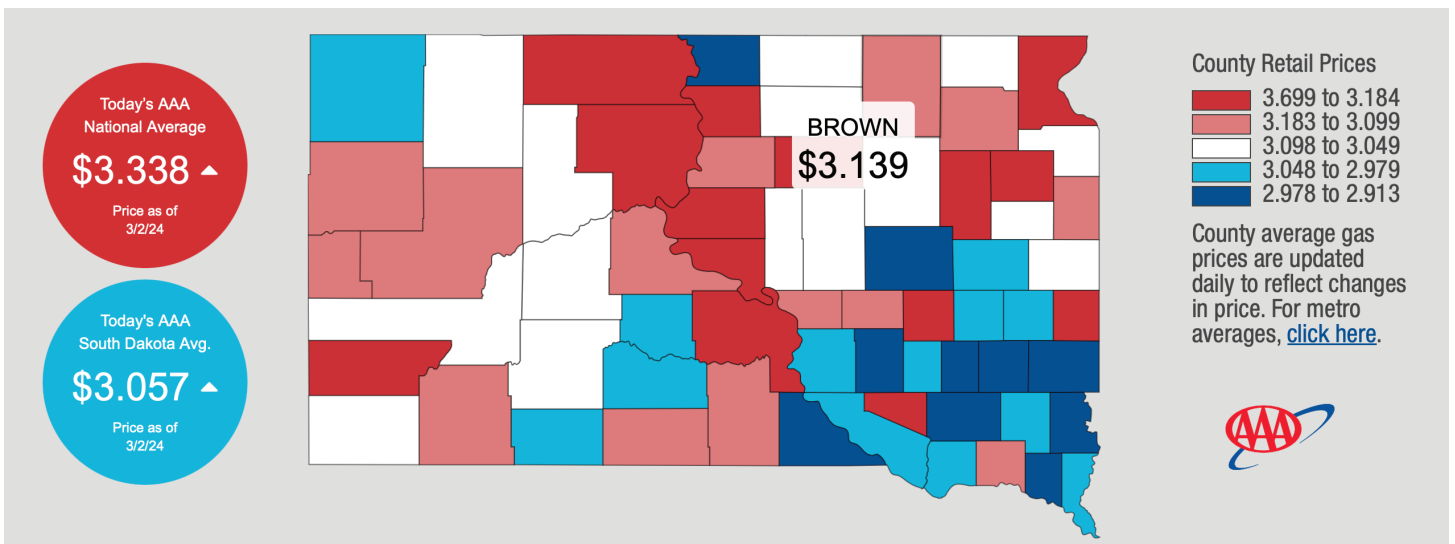 Today's AAA
National Average
$3.338
Price as of
3/2/24
Today's AAA
South Dakota Avg.
$3.057
Price as of
3/2/24
BROWN
$3.139
County Retail Prices
3.699 to 3.184
3.183 to 3.099
3.098 to 3.049
3.048 to 2.979
2.978 to 2.913
County average gas
prices are updated
daily to reflect changes
in price. For metro
averages, click here.
AAA